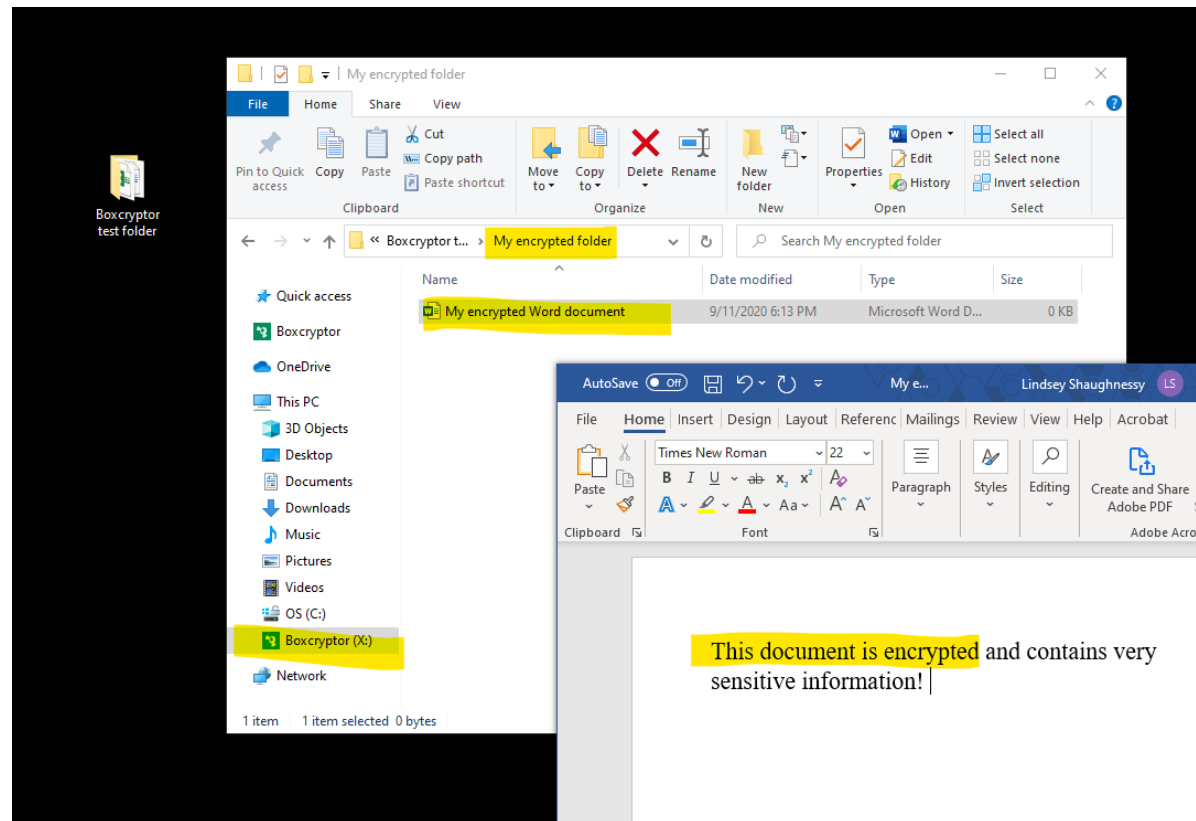 Boxcryptor
test folder
My encrypted folder
File Home Share View
Pin to Quick access
Copy
Paste
Cut
Copy path
Paste shortcut
Move to
Copy to
Delete
Rename
New folder
Properties
Open
Edit
History
Select all
Select none
Invert selection
Clipboard Organize New Open Select
« Boxcryptor t... › My encrypted folder
Search My encrypted folder
Name Date modified Type Size
My encrypted Word document 9/11/2020 6:13 PM Microsoft Word D... 0 KB
Quick access
Boxcryptor
OneDrive
This PC
3D Objects
Desktop
Documents
Downloads
Music
Pictures
Videos
OS (C:)
Boxcryptor (X:)
Network
1 item 1 item selected 0 bytes
AutoSave Off My e... Lindsey Shaughnessy LS
File Home Insert Design Layout Referenc Mailings Review View Help Acrobat
Paste
Times New Roman 22
B I U ab x₂ x² A
A A Aa A^ Aˇ
Paragraph
Styles
Editing
Create and Share
Adobe PDF
Clipboard Font Adobe Acro
This document is encrypted and contains very
sensitive information!